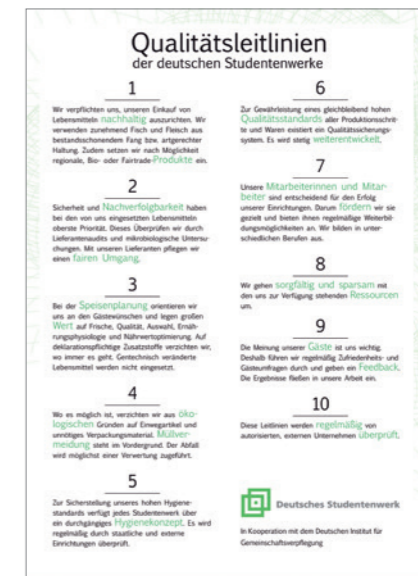 Qualitätsleitlinien
der deutschen Studentenwerke
1
Wir verpflichten uns, unseren Einkauf von
Lebensmitteln nachhaltig auszurichten. Wir
verwenden zunehmend Fisch und Fleisch aus
bestandsschonendem Fang bzw. artgerechter
Haltung. Zudem setzen wir nach Möglichkeit
regionale, Bio- oder Fairtrade-Produkte ein.
2
Sicherheit und Nachverfolgbarkeit haben
bei den von uns eingesetzten Lebensmitteln
oberste Priorität. Dieses Überprüfen wir durch
Lieferantenaudits und mikrobiologische Untersu-
chungen. Mit unseren Lieferanten pflegen wir
einen fairen Umgang.
3
Bei der Speisenplanung orientieren wir
uns an den Gästewünschen und legen großen
Wert auf Frische, Qualität, Auswahl, Ernäh-
rungsphysiologie und Nährwertoptimierung. Auf
deklarationspflichtige Zusatzstoffe verzichten wir,
wo immer es geht. Gentechnisch veränderte
Lebensmittel werden nicht eingesetzt.
4
Wo es möglich ist, verzichten wir aus öko-
logischen Gründen auf Einwegartikel und
unnötiges Verpackungsmaterial. Müllver-
meidung steht im Vordergrund. Der Abfall
wird möglichst einer Verwertung zugeführt.
5
Zur Sicherstellung unseres hohen Hygiene-
standards verfügt jedes Studentenwerk über
ein durchgängiges Hygienekonzept. Es wird
regelmäßig durch staatliche und externe
Einrichtungen überprüft.
6
Zur Gewährleistung eines gleichbleibend hohen
Qualitätsstandards aller Produktionsschrit-
te und Waren existiert ein Qualitätssicherungs-
system. Es wird stetig weiterentwickelt.
7
Unsere Mitarbeiterinnen und Mitar-
beiter sind entscheidend für den Erfolg
unserer Einrichtungen. Darum fördern wir sie
gezielt und bieten ihnen regelmäßige Weiterbil-
dungsmöglichkeiten an. Wir bilden in unter-
schiedlichen Berufen aus.
8
Wir gehen sorgfältig und sparsam mit
den uns zur Verfügung stehenden Ressourcen
um.
9
Die Meinung unserer Gäste ist uns wichtig.
Deshalb führen wir regelmäßig Zufriedenheits- und
Gästeumfragen durch und geben ein Feedback.
Die Ergebnisse fließen in unsere Arbeit ein.
10
Diese Leitlinien werden regelmäßig von
autorisierten, externen Unternehmen überprüft.
Deutsches Studentenwerk
In Kooperation mit dem Deutschen Institut für
Gemeinschaftsverpflegung